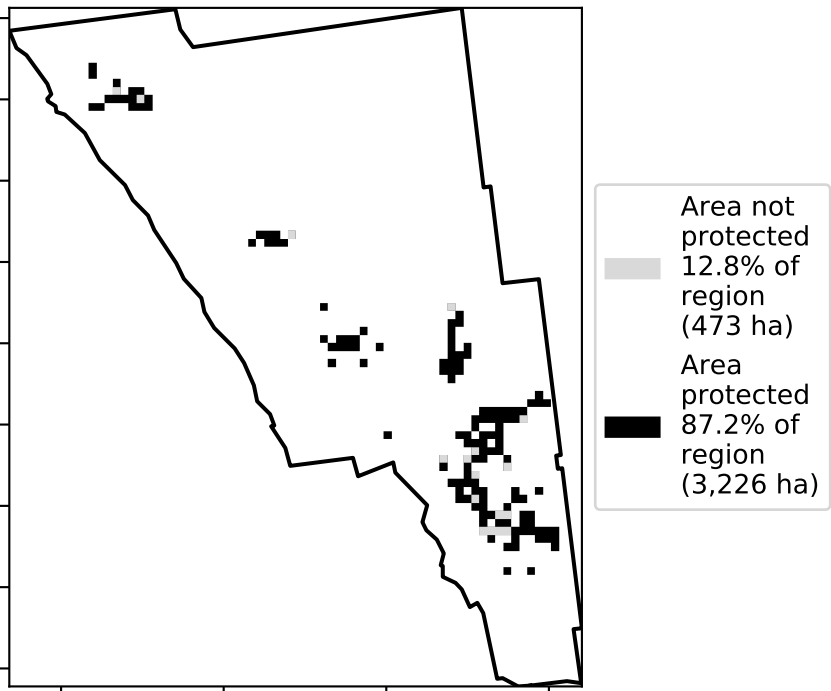 Area not
protected
12.8% of
region
(473 ha)
Area
protected
87.2% of
region
(3,226 ha)